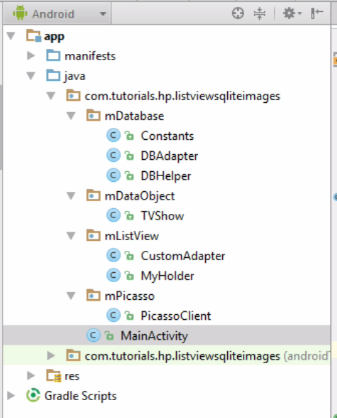 Android
app
manifests
java
com.tutorials.hp.listviewsqliteimages
mDatabase
Constants
DBAdapter
DBHelper
mDataObject
TVShow
mListView
CustomAdapter
MyHolder
mPicasso
PicassoClient
MainActivity
com.tutorials.hp.listviewsqliteimages (android
res
Gradle Scripts